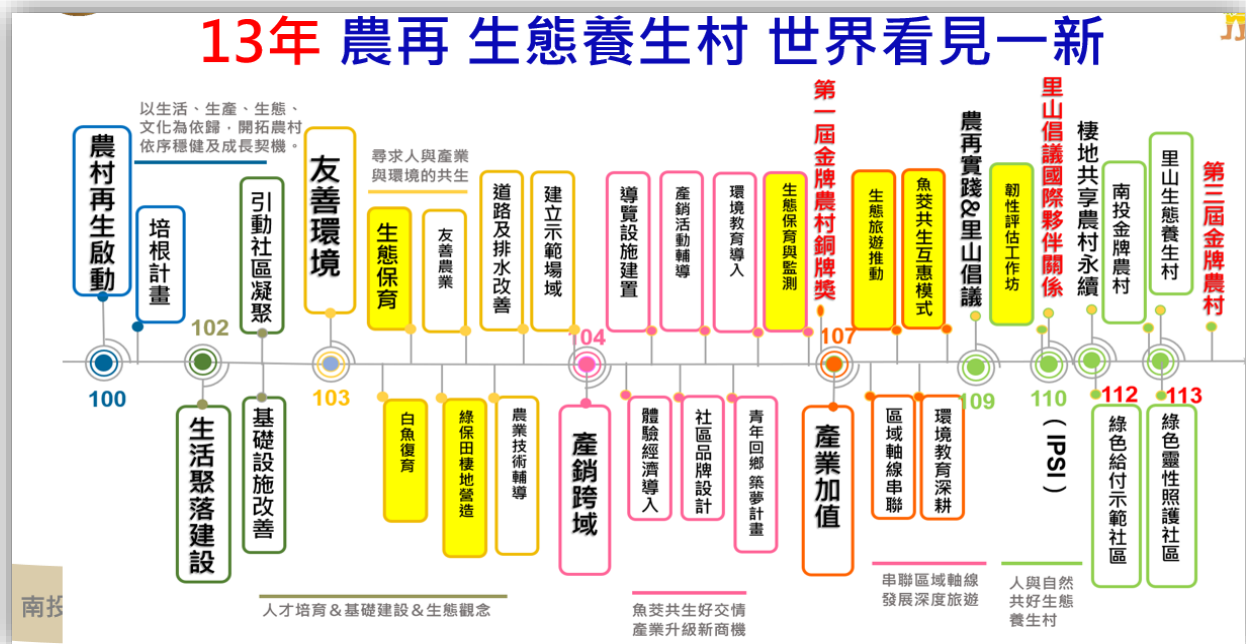 13年 農再 生態養生村 世界看見一新
以生活、生產、生態、
文化為依歸，開拓農村
依序穩健及成長契機。
農村再生啟動
培根計畫
100
102
引動社區凝聚
生活聚落建設
基礎設施改善
友善環境
103
尋求人與產業
與環境的共生
生態保育
友善農業
道路及排水改善
建立示範場域
白魚復育
綠保田棲地營造
農業技術輔導
人才培育&基礎建設&生態觀念
104
產銷跨域
導覽設施建置
產銷活動輔導
環境教育導入
生態保育與監測
體驗經濟導入
社區品牌設計
青年回鄉 築夢計畫
魚茭共生好交情
產業升級新商機
第一屆金牌農村銅牌獎
107
產業加值
生態旅遊推動
魚茭共生互惠模式
區域軸線串聯
環境教育深耕
串聯區域軸線
發展深度旅遊
農再實踐&里山倡議
109
韌性評估工作坊
里山倡議國際夥伴關係
110
（IPSI）
人與自然
共好生態
養生村
棲地共享農村永續
112
南投金牌農村
綠色給付示範社區
里山生態養生村
113
綠色靈性照護社區
第三屆金牌農村
南投